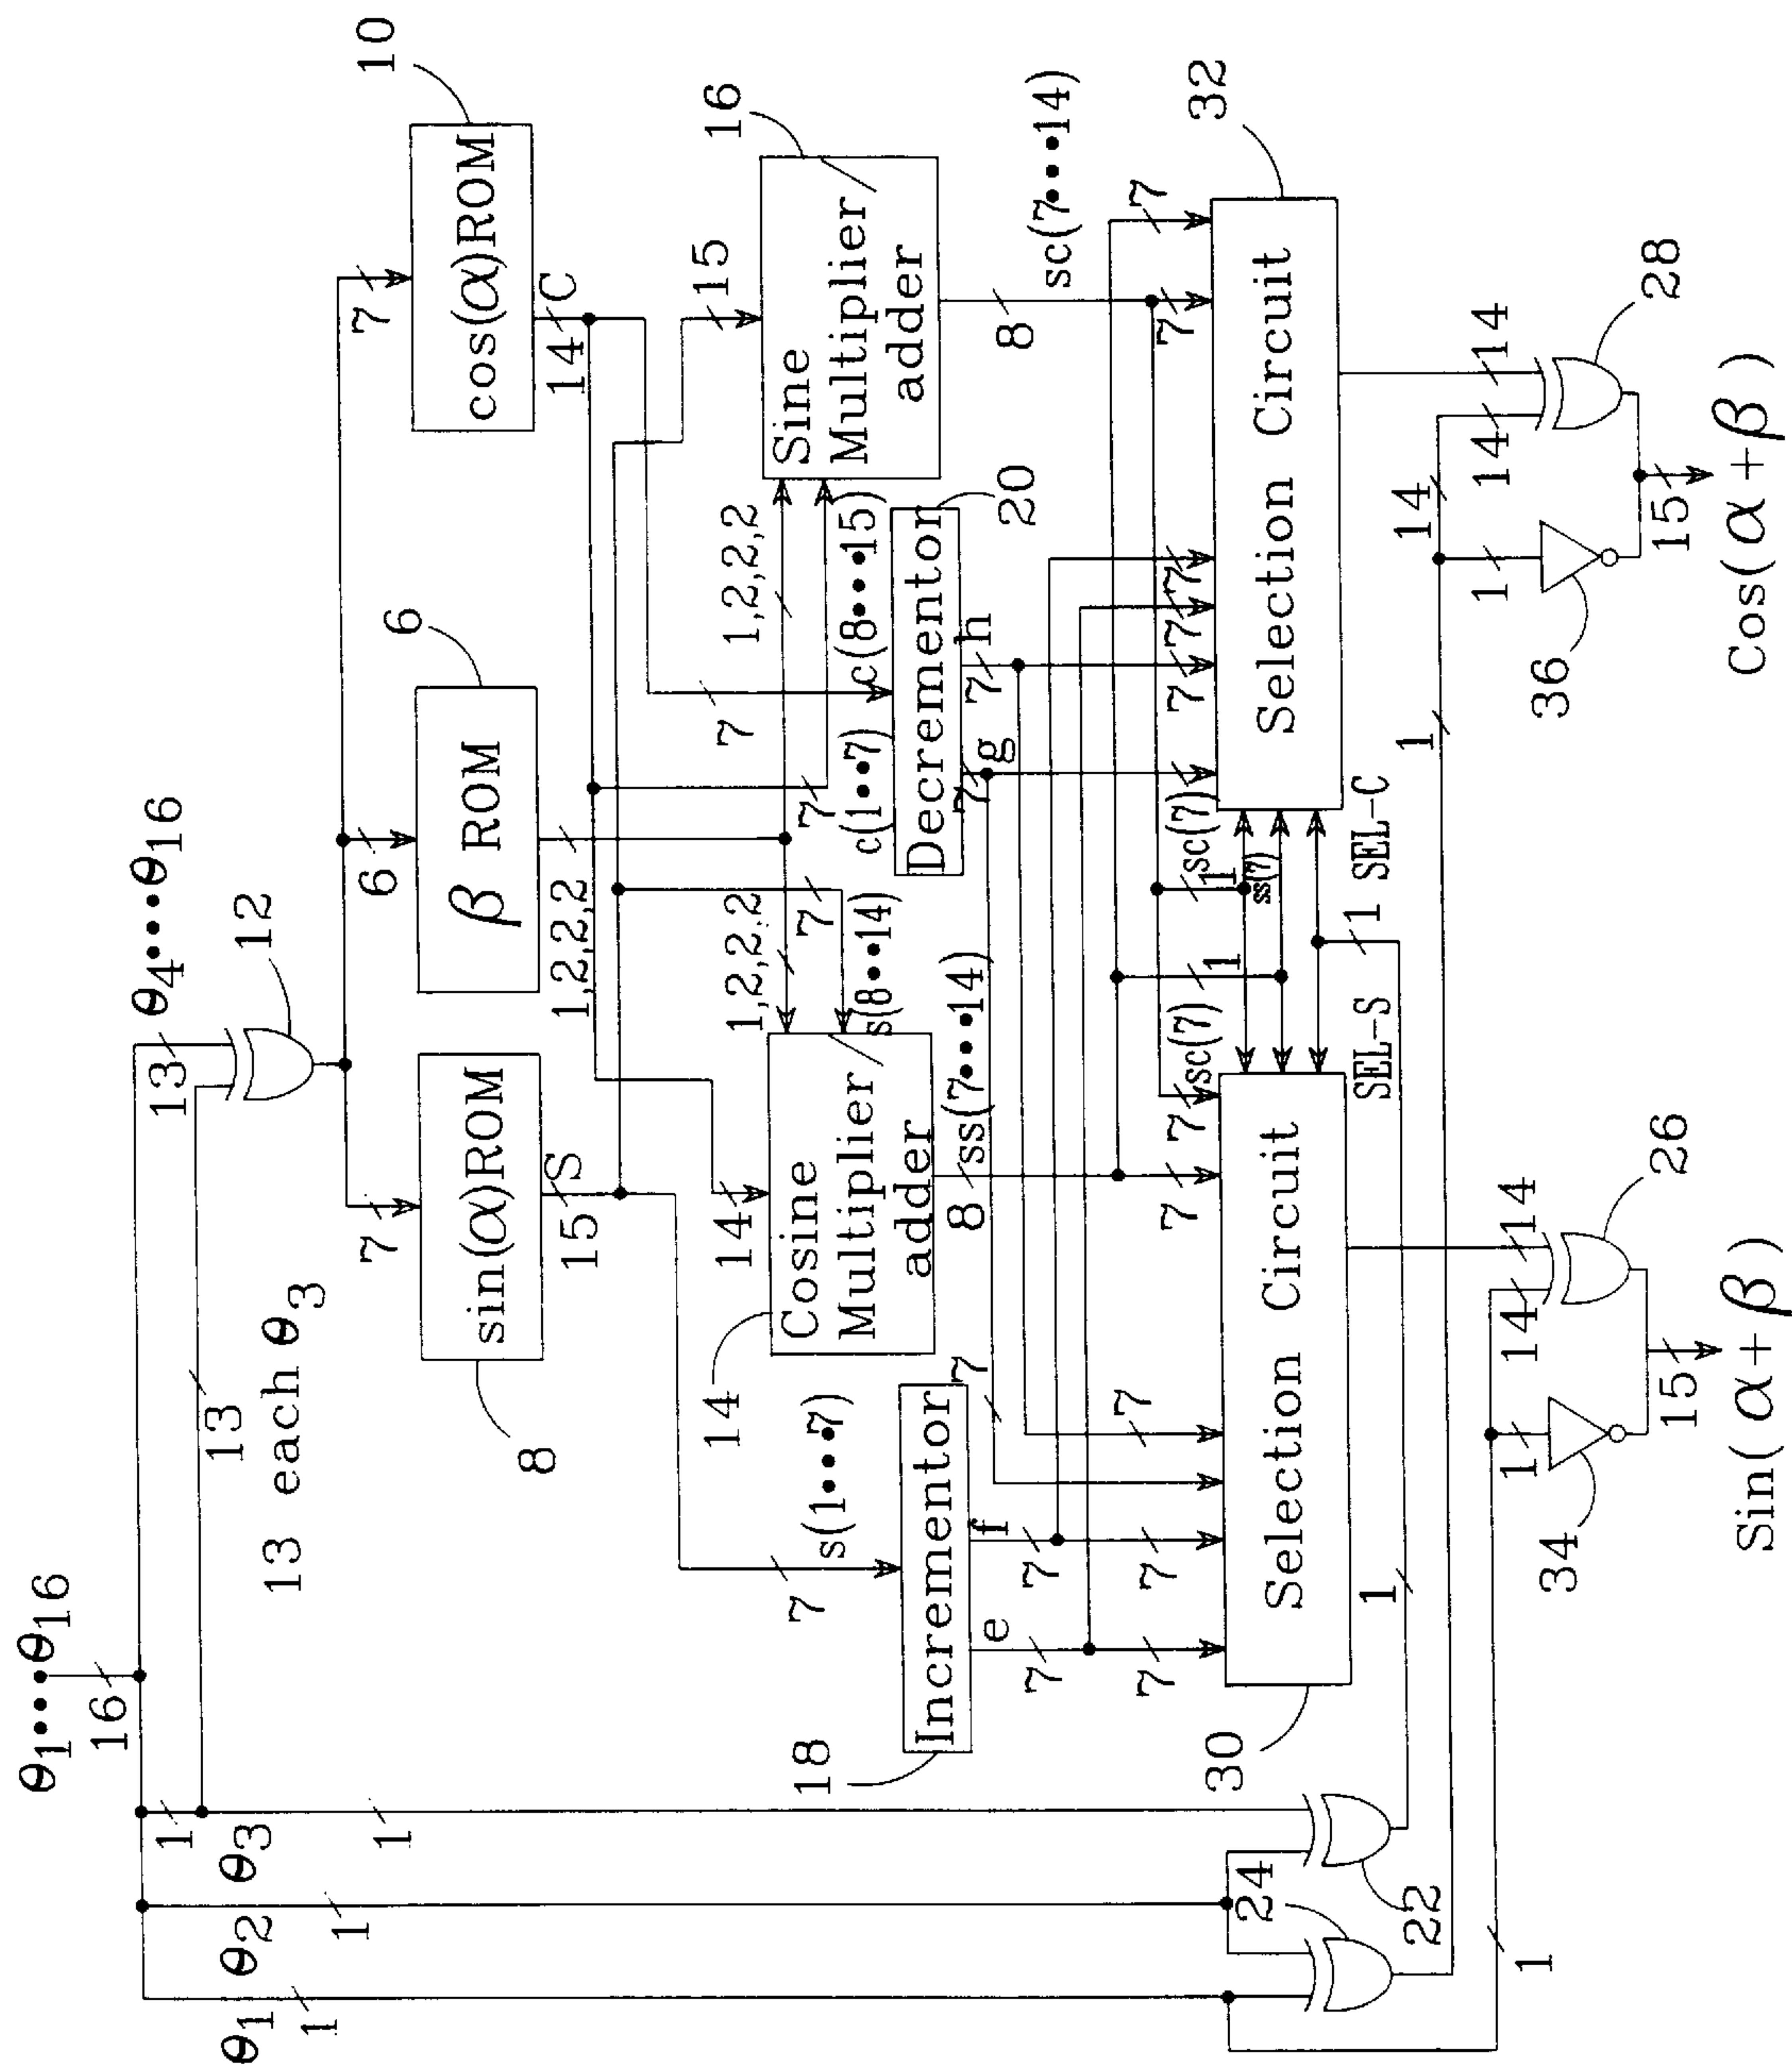 θ1•••θ16
16
13
θ4•••θ16
12
13
13 each θ3
1
θ3
1
θ2
1
θ1
1
7
6
7
sin(α)ROM
8
β ROM
6
cos(α)ROM
10
15
S
1,2,2,2
14
C
7
s(1•••7)
14
14
Cosine
Multiplier/
adder
1,2,2,2
7
s(8•••14)
7
c(1•••7)
7
c(8•••15)
1,2,2,2
15
Sine
Multiplier/
adder
16
18
Incrementor
Decrementor
20
7
e
7
f
7
8
ss(7•••14)
7
g
7
h
8
sc(7•••14)
7
7
7
7
7
sc(7)
1
1
sc(7)
ss(7)
7
7
7
7
7
7
30
Selection Circuit
SEL-S
1
SEL-C
Selection Circuit
32
24
22
1
1
14
1
1
14
14
26
34
15
Sin( α+ β )
1
14
14
28
36
15
Cos( α+β )